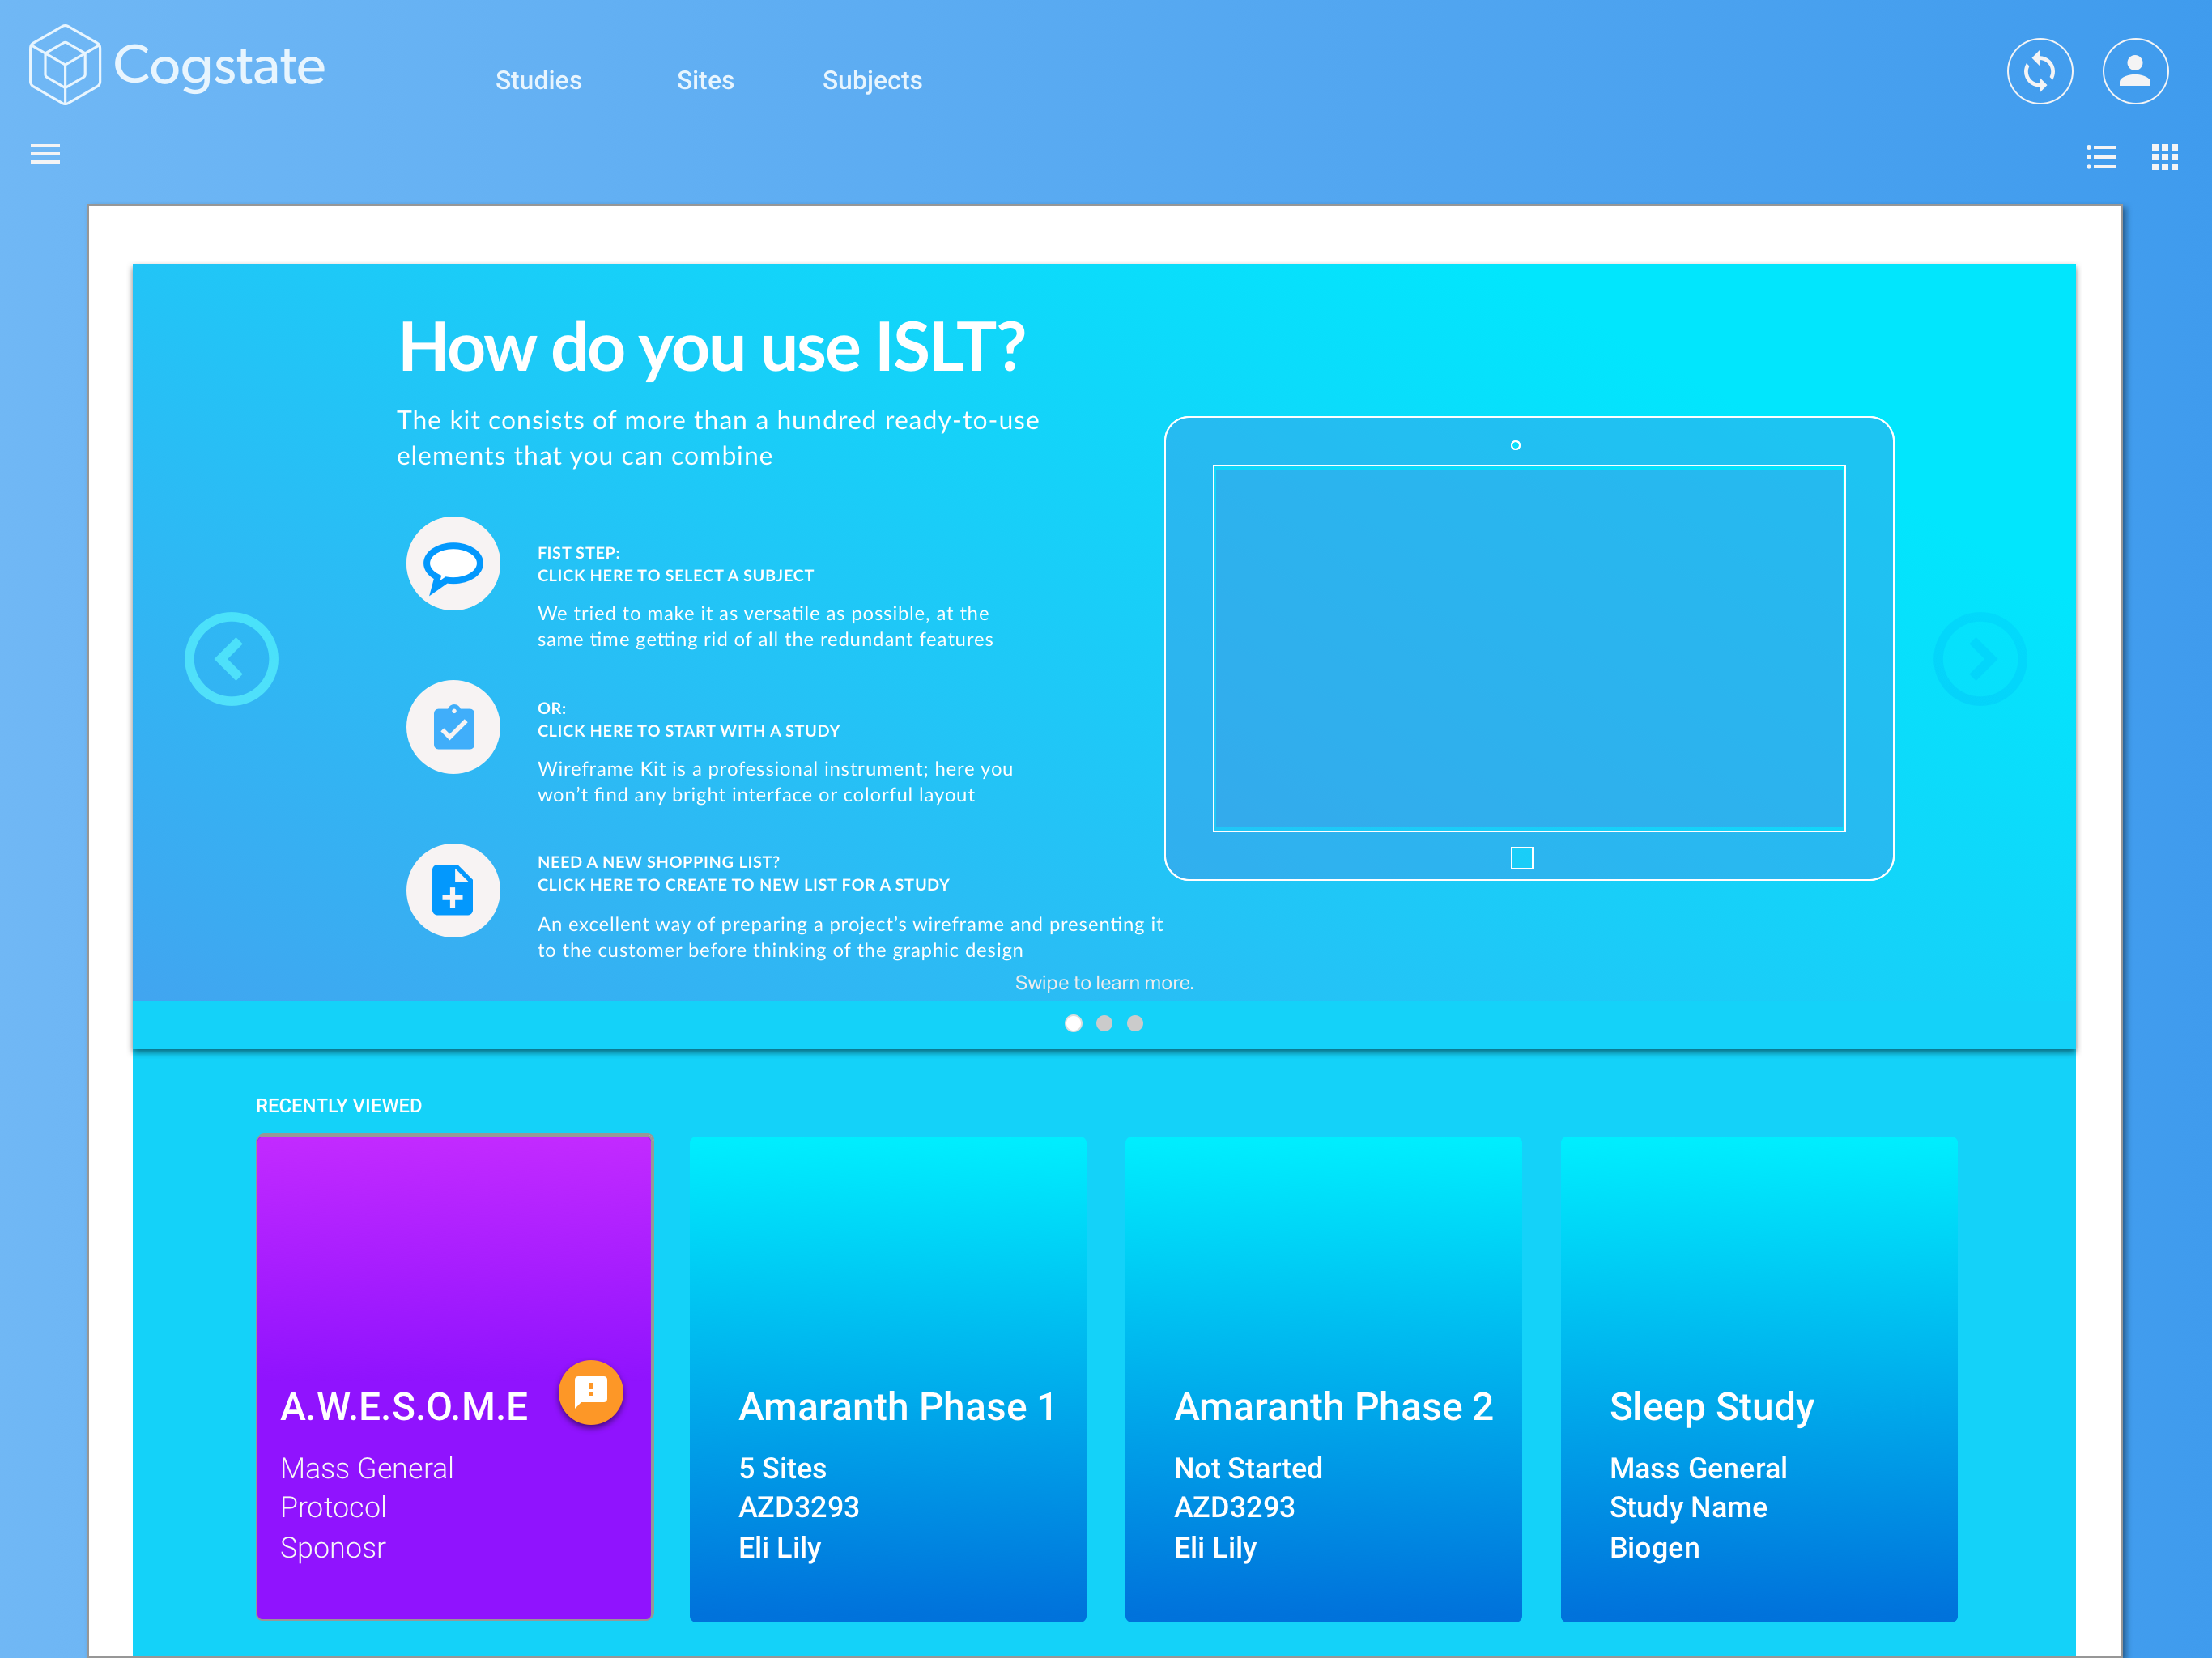 Cogstate
Studies
Sites
Subjects
How do you use ISLT?
The kit consists of more than a hundred ready-to-use
elements that you can combine
FIST STEP:
CLICK HERE TO SELECT A SUBJECT
We tried to make it as versatile as possible, at the
same time getting rid of all the redundant features
OR:
CLICK HERE TO START WITH A STUDY
Wireframe Kit is a professional instrument; here you
won’t find any bright interface or colorful layout
NEED A NEW SHOPPING LIST?
CLICK HERE TO CREATE TO NEW LIST FOR A STUDY
An excellent way of preparing a project’s wireframe and presenting it
to the customer before thinking of the graphic design
Swipe to learn more.
RECENTLY VIEWED
A.W.E.S.O.M.E
Mass General
Protocol
Sponosr
Amaranth Phase 1
5 Sites
AZD3293
Eli Lily
Amaranth Phase 2
Not Started
AZD3293
Eli Lily
Sleep Study
Mass General
Study Name
Biogen